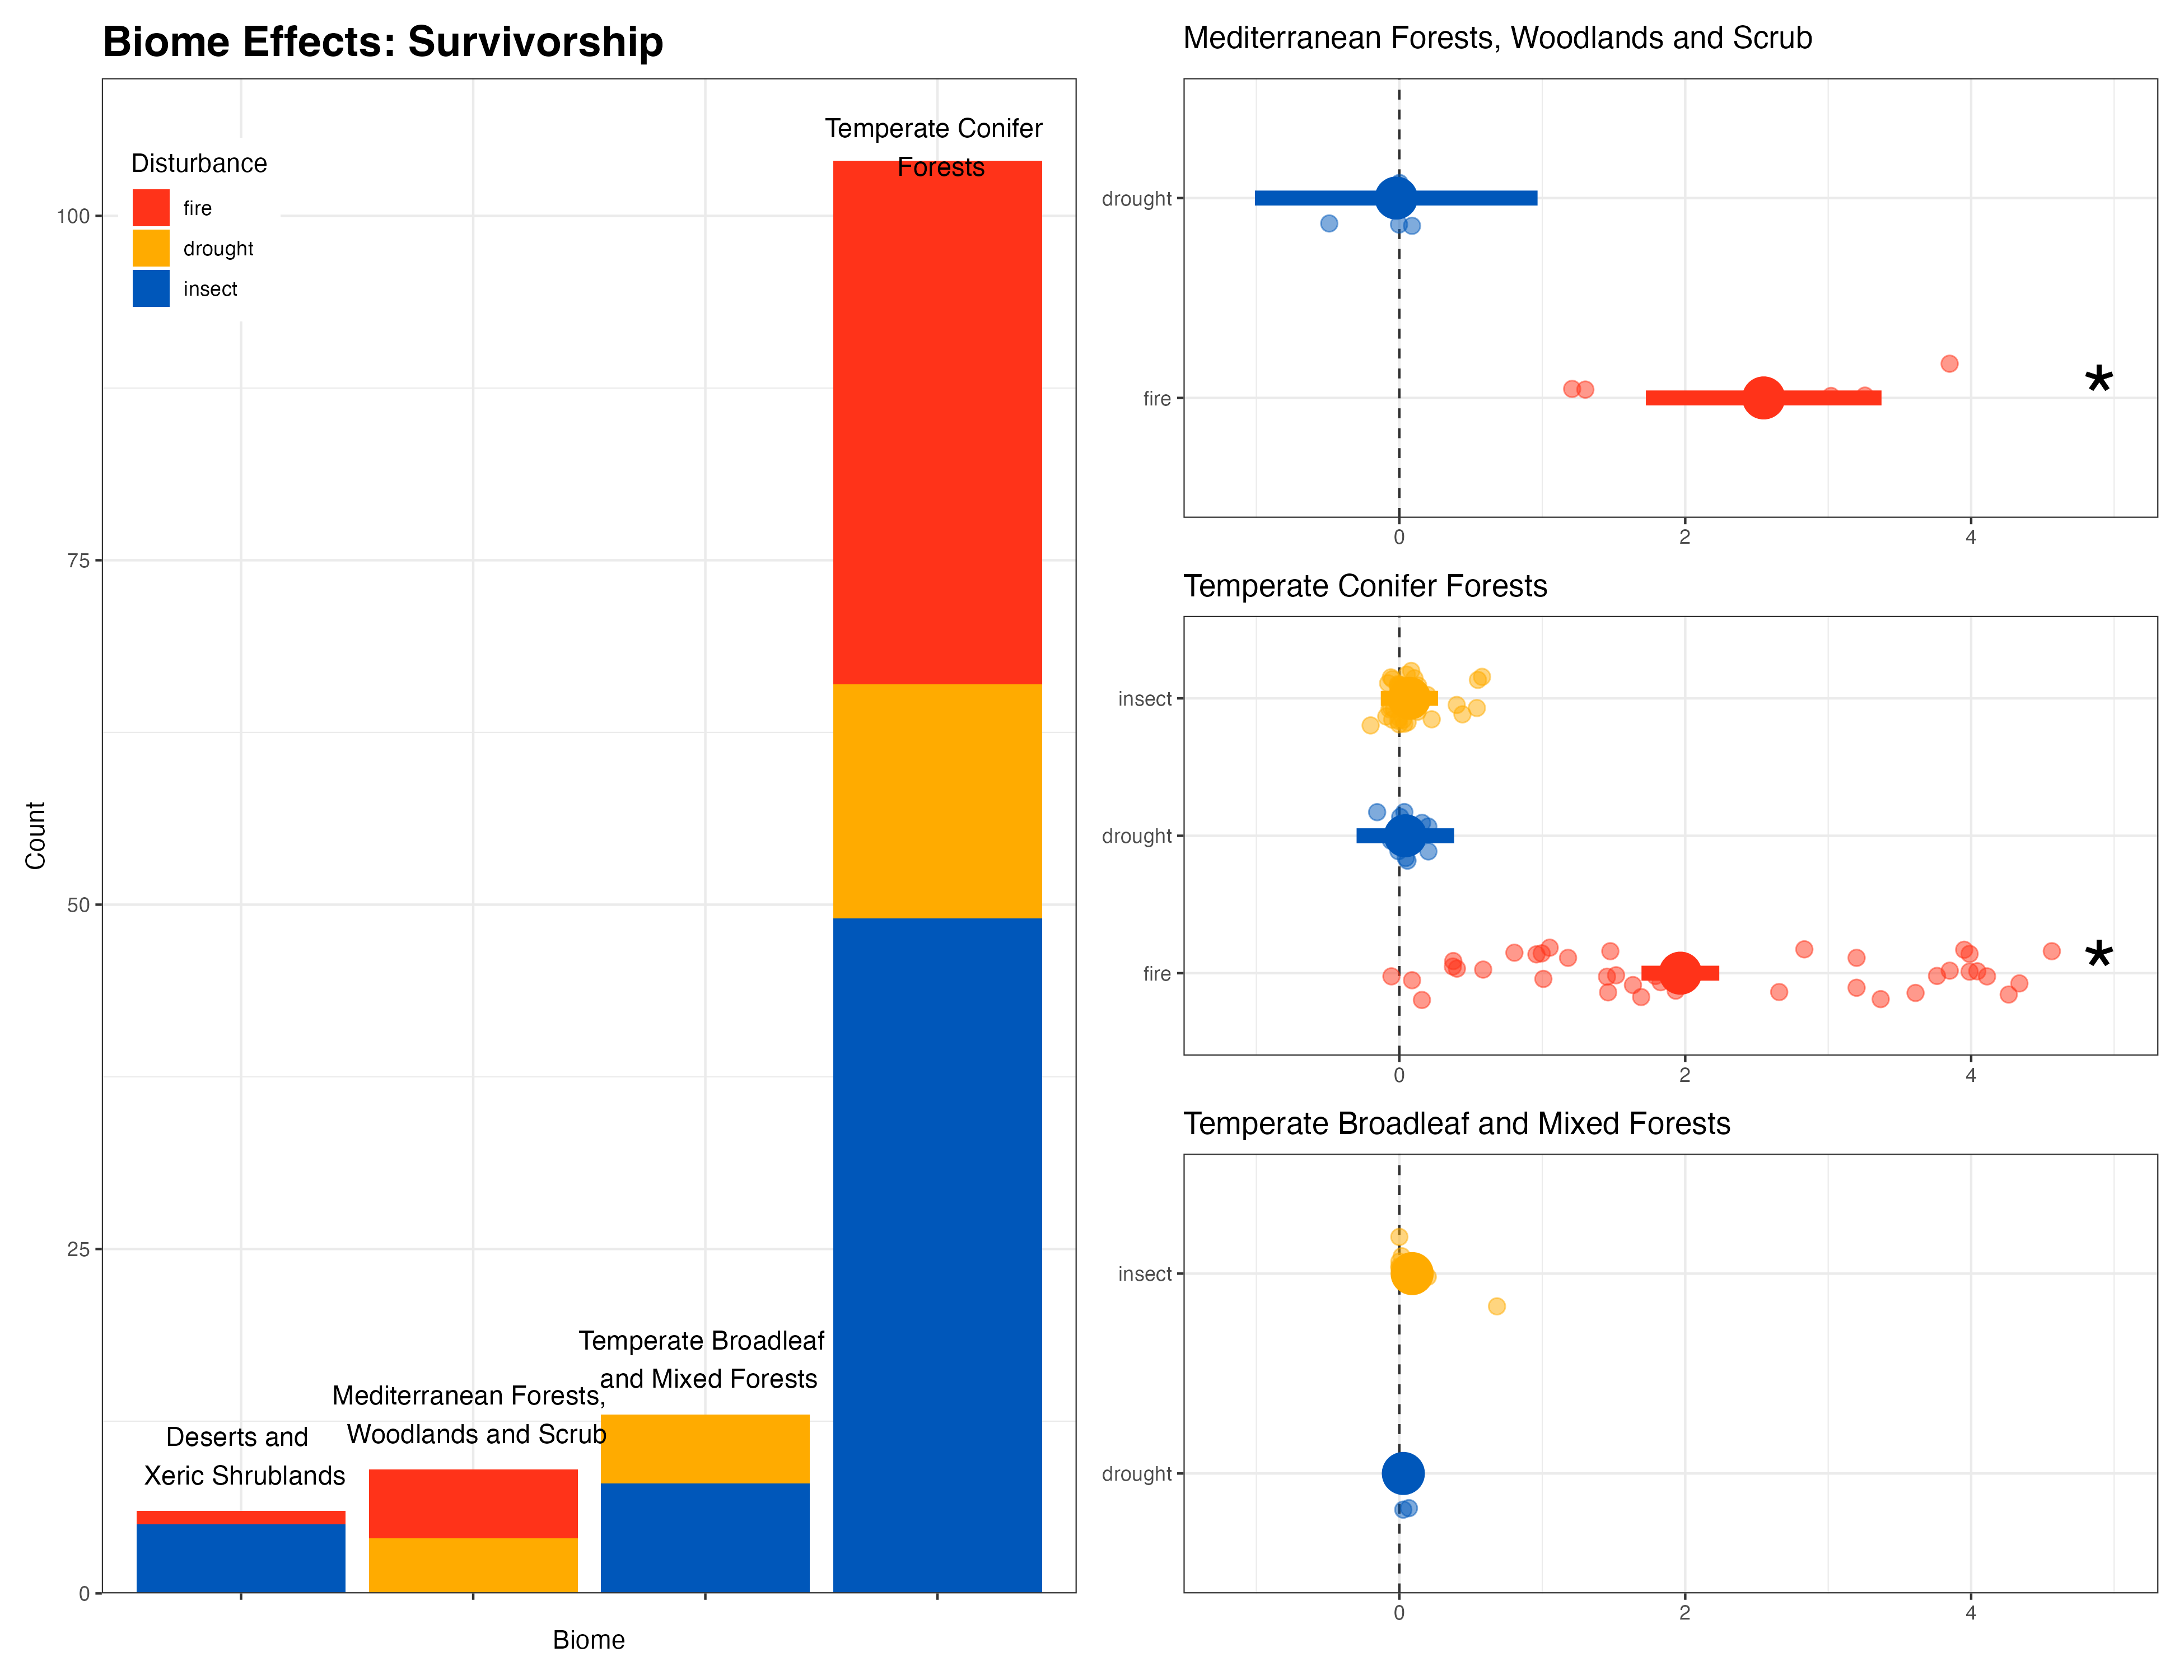 Biome Effects: Survivorship
Disturbance
fire
drought
insect
Temperate Conifer
Forests
Temperate Broadleaf
and Mixed Forests
Mediterranean Forests,
Woodlands and Scrub
Deserts and
Xeric Shrublands
100
75
50
25
0
Count
Biome
Mediterranean Forests, Woodlands and Scrub
drought
fire
*
0 2 4
Temperate Conifer Forests
insect
drought
fire
*
0 2 4
Temperate Broadleaf and Mixed Forests
insect
drought
0 2 4